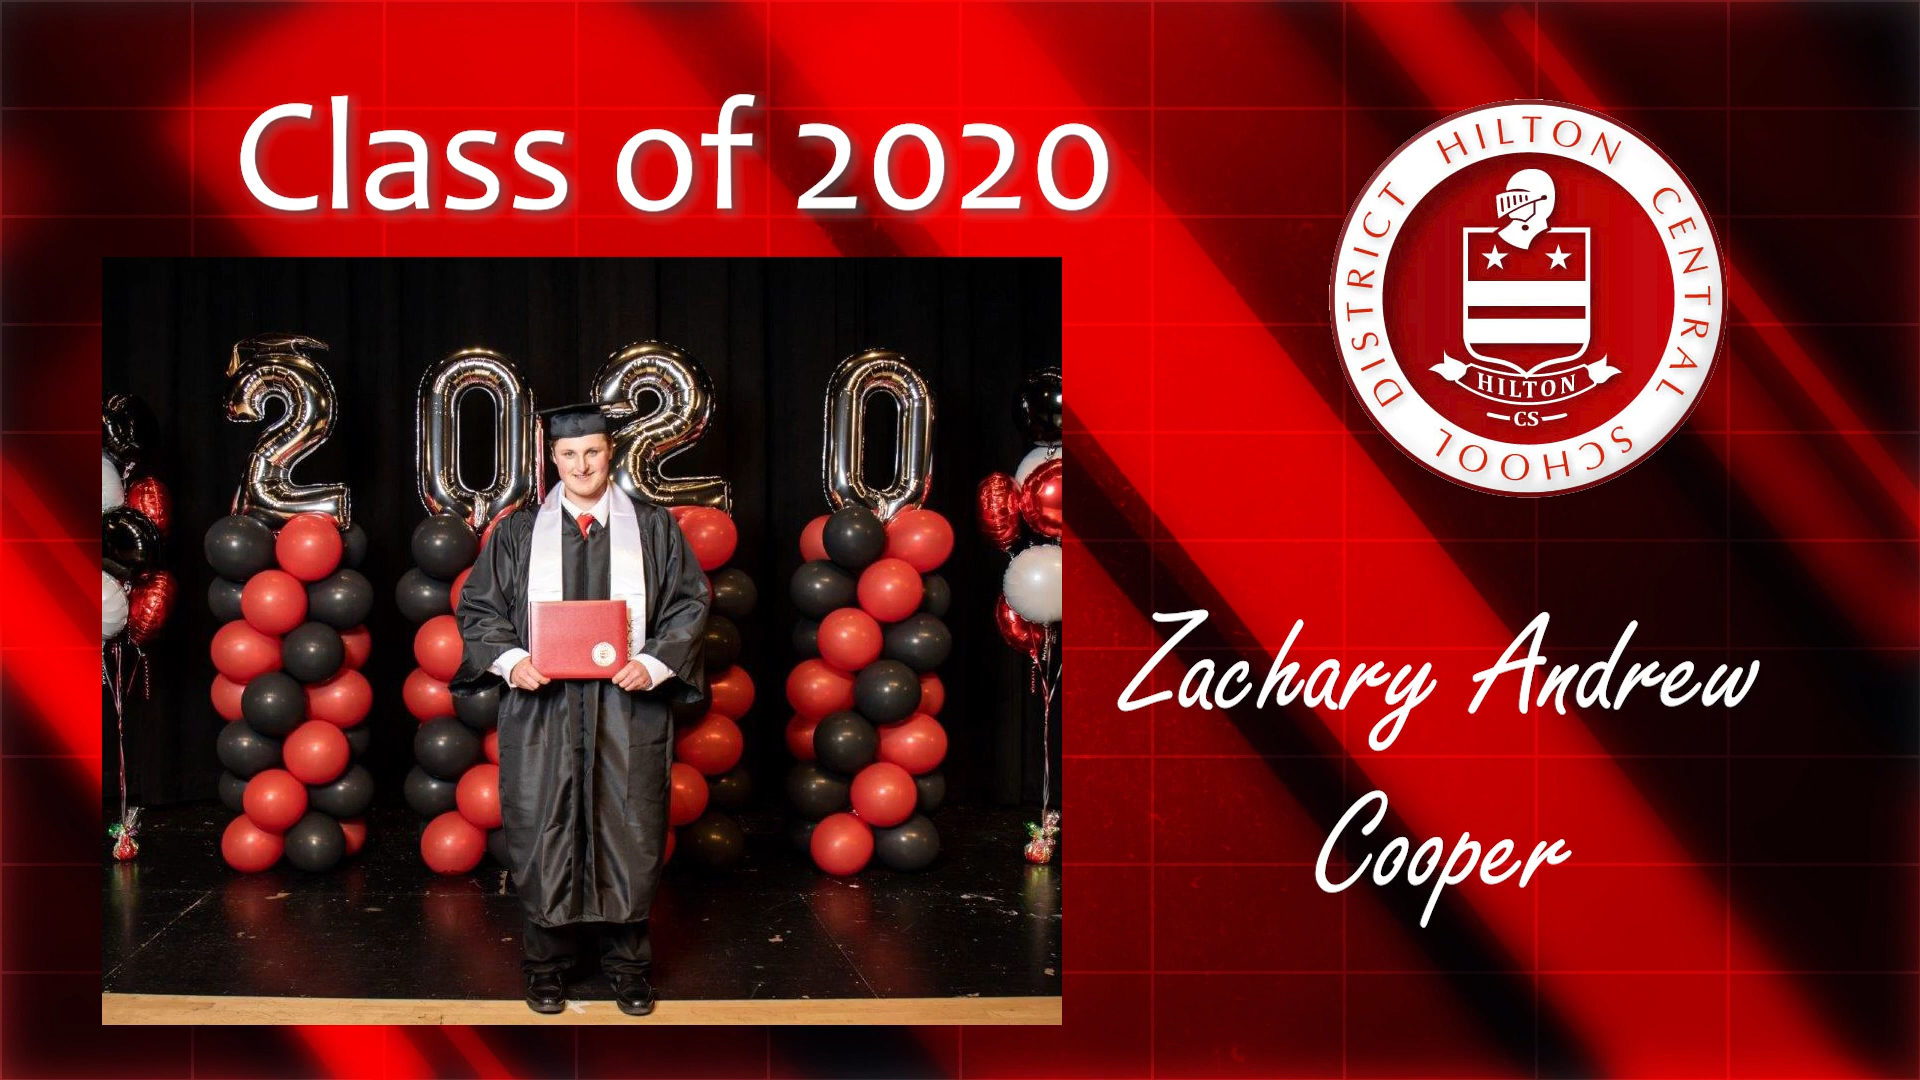 Class of 2020
HILTON CENTRAL SCHOOL DISTRICT
HILTON
CS
2020
Zachary Andrew
Cooper